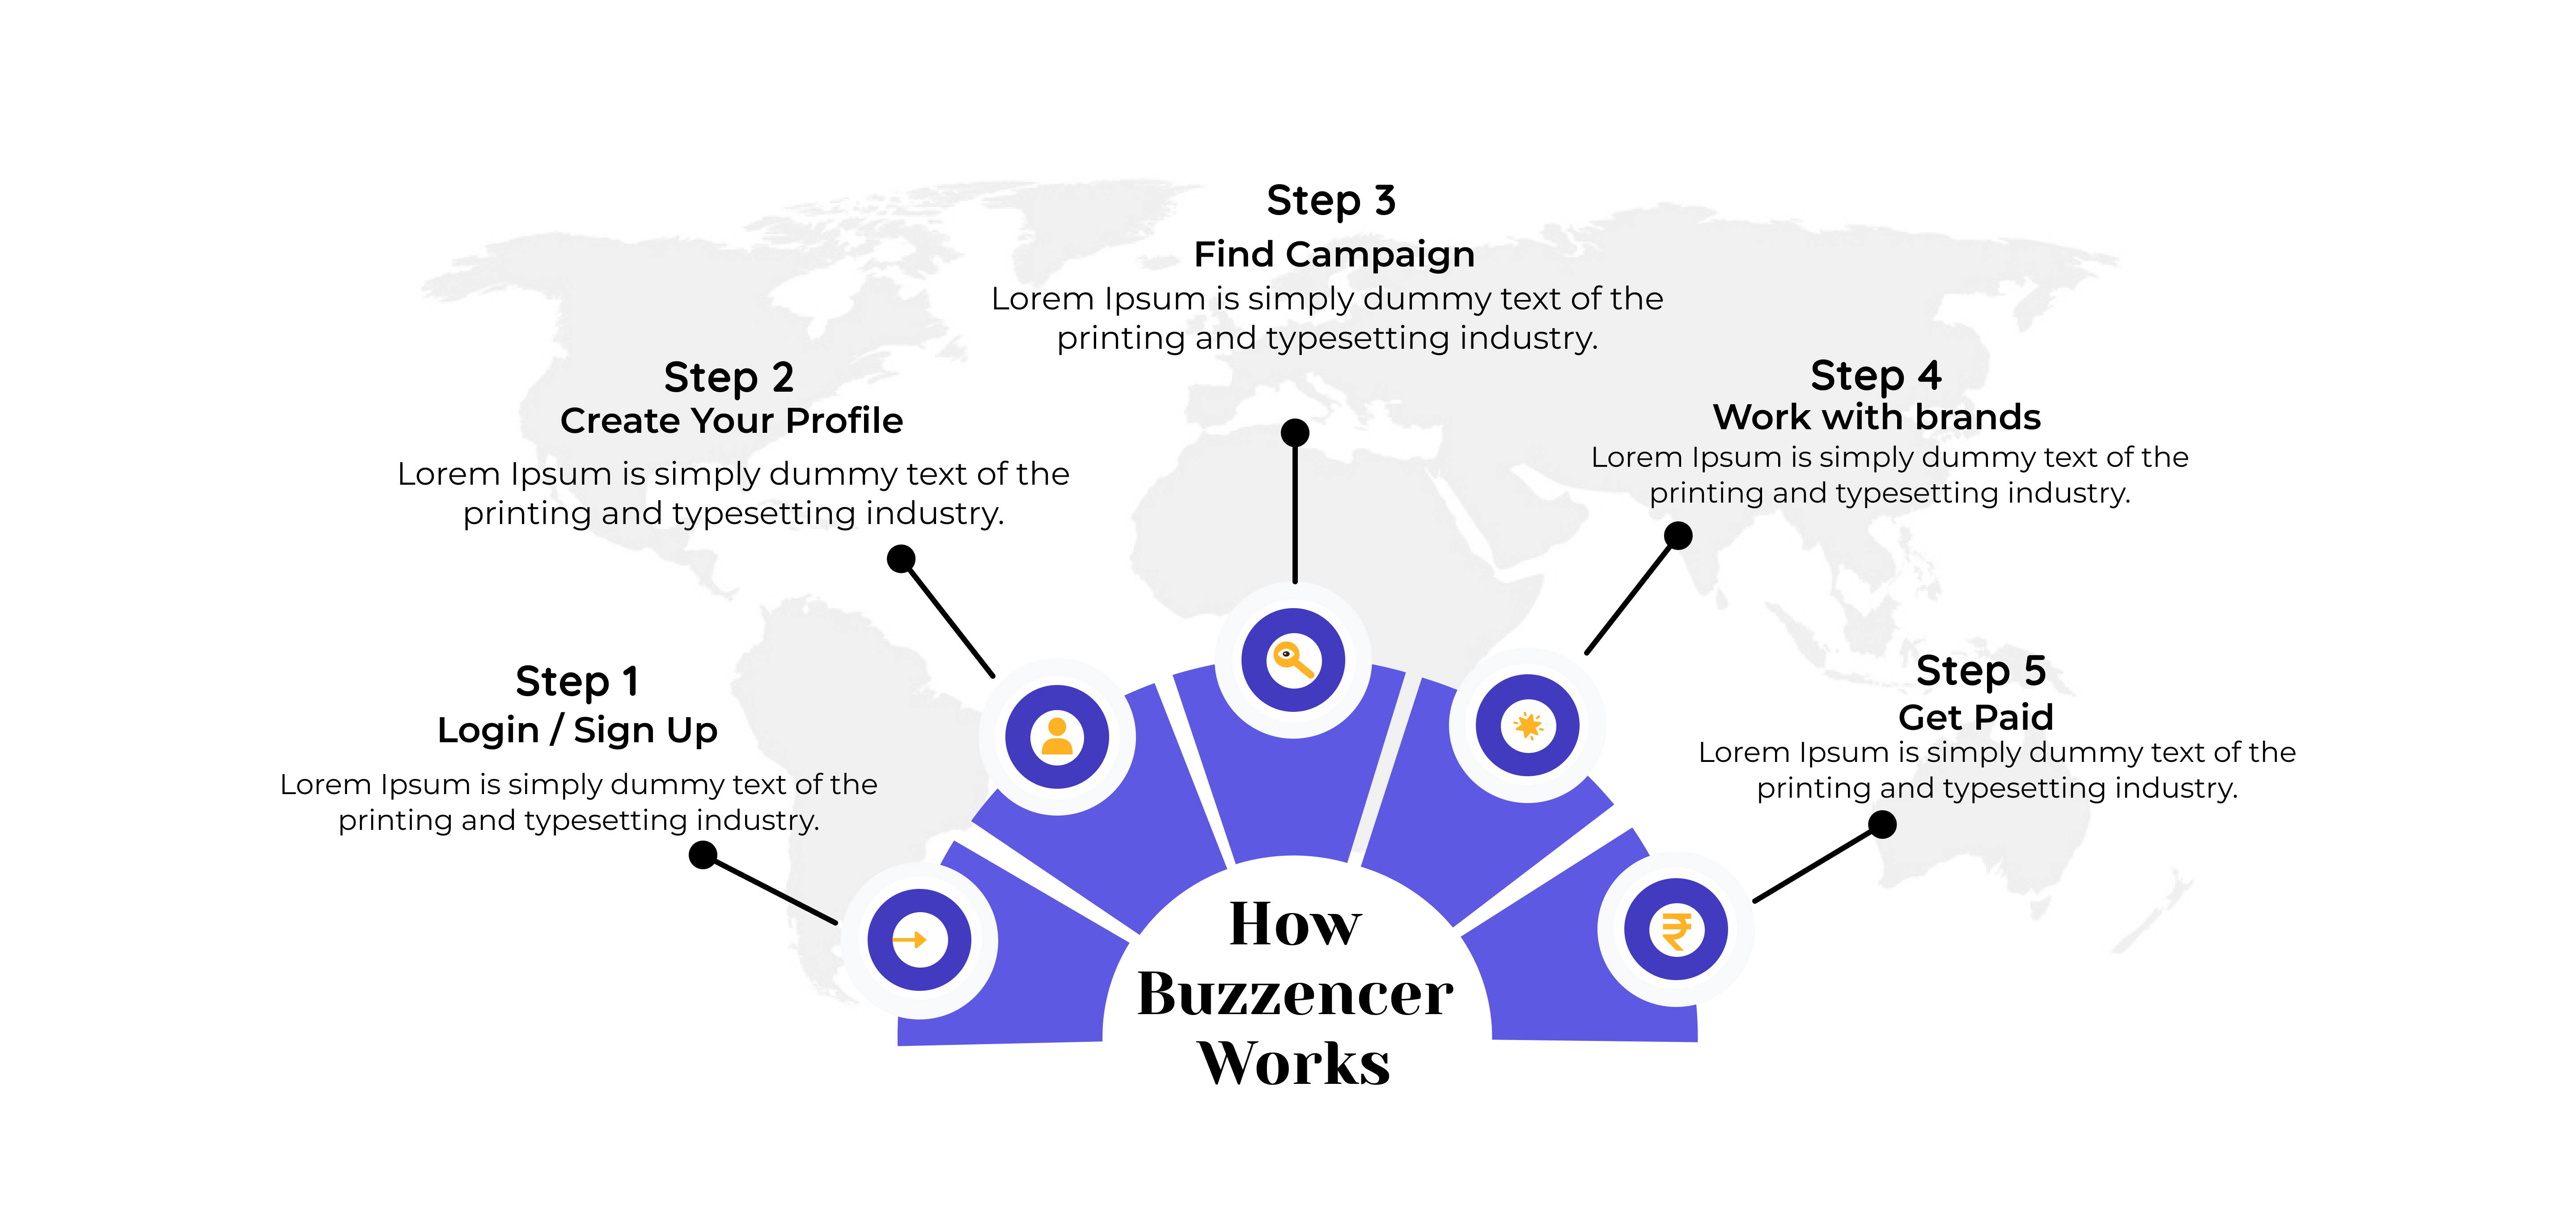 Step 1
Login / Sign Up
Lorem Ipsum is simply dummy text of the
printing and typesetting industry.
Step 2
Create Your Profile
Lorem Ipsum is simply dummy text of the
printing and typesetting industry.
Step 3
Find Campaign
Lorem Ipsum is simply dummy text of the
printing and typesetting industry.
Step 4
Work with brands
Lorem Ipsum is simply dummy text of the
printing and typesetting industry.
Step 5
Get Paid
Lorem Ipsum is simply dummy text of the
printing and typesetting industry.
₹
How
Buzzencer
Works